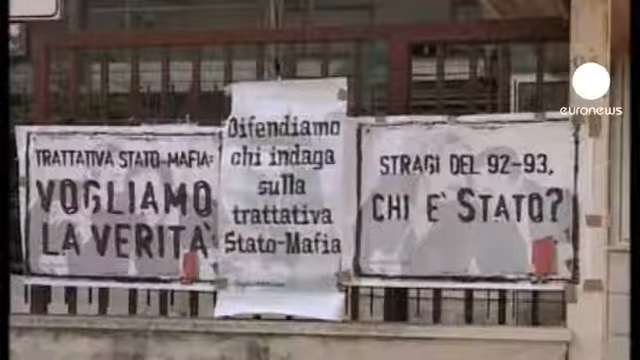 TRATTATIVA STATO-MAFIA:
VOGLIAMO
LA VERITÀ
Difendiamo
chi indaga
sulla
trattativa
Stato-Mafia
STRAGI DEL 92-93,
CHI E' STATO?
euronews